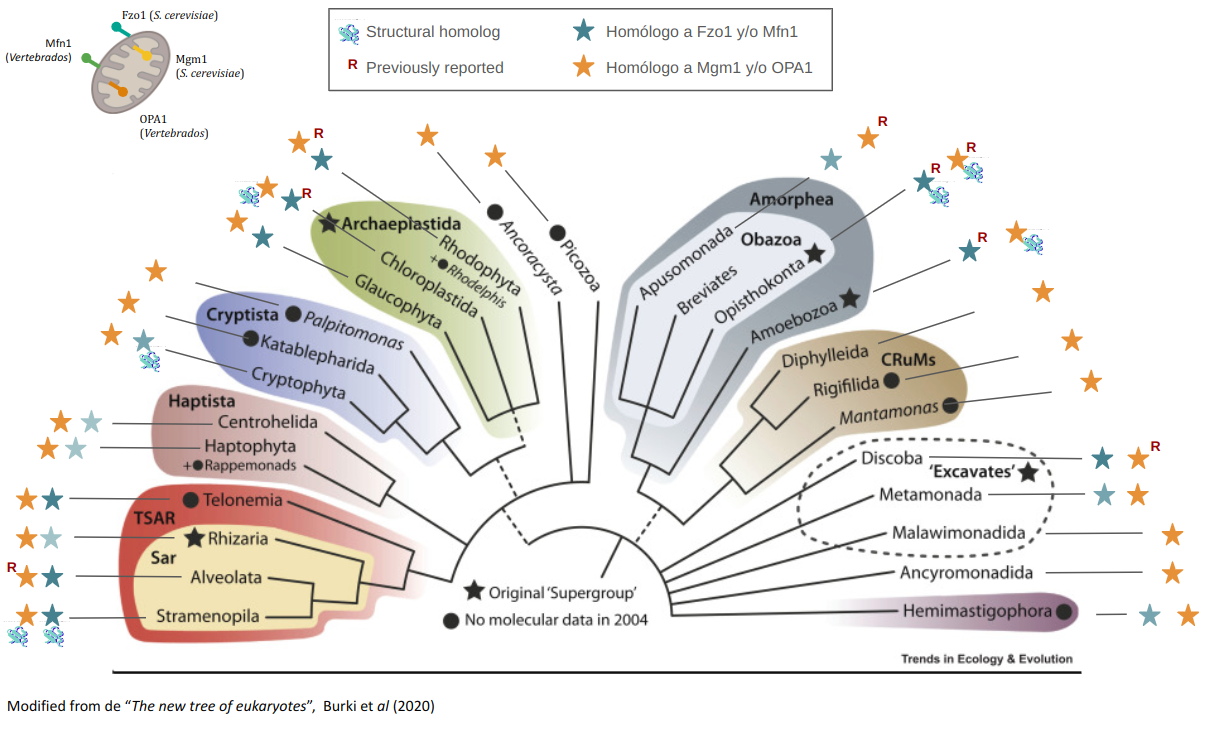 Fzo1 (S. cerevisiae)
Mfn1
(Vertebrados)
Mgm1
(S. cerevisiae)
OPA1
(Vertebrados)
Structural homolog
Homólogo a Fzo1 y/o Mfn1
R Previously reported
Homólogo a Mgm1 y/o OPA1
R
R
R
R
R
R
R
R
Archaeplastida
Rhodophyta
+ Rhodelphis
Chloroplastida
Glaucophyta
Ancoracysta
Picozoa
Amorphea
Obazoa
Apusomonada
Breviates
Opisthokonta
Amoebozoa
Cryptista
Palpitomonas
Katablepharida
Cryptophyta
Diphylleida
CRuMs
Rigifilida
Mantamonas
Haptista
Centrohelida
Haptophyta
+ Rappemonads
Discoba
'Excavates'
Metamonada
Malawimonadida
Ancyromonadida
Hemimastigophora
TSAR
Telonemia
Sar
Rhizaria
Alveolata
Stramenopila
Original 'Supergroup'
No molecular data in 2004
Trends in Ecology & Evolution
Modified from de "The new tree of eukaryotes", Burki et al (2020)